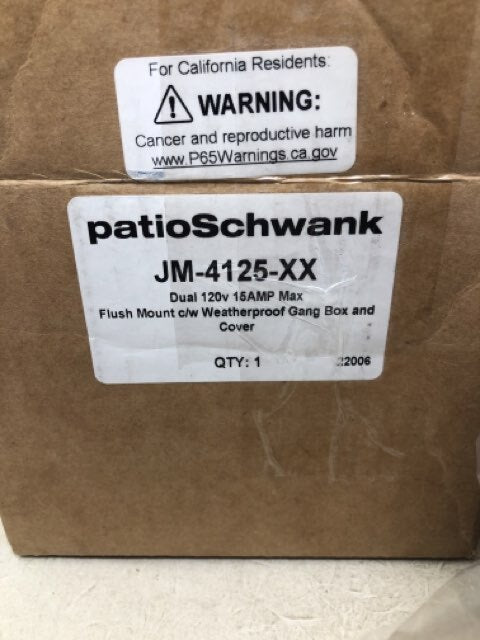 For California Residents:
WARNING:
Cancer and reproductive harm
www.P65Warnings.ca.gov
patioSchwank
JM-4125-XX
Dual 120v 15AMP Max
Flush Mount c/w Weatherproof Gang Box and
Cover
QTY: 1